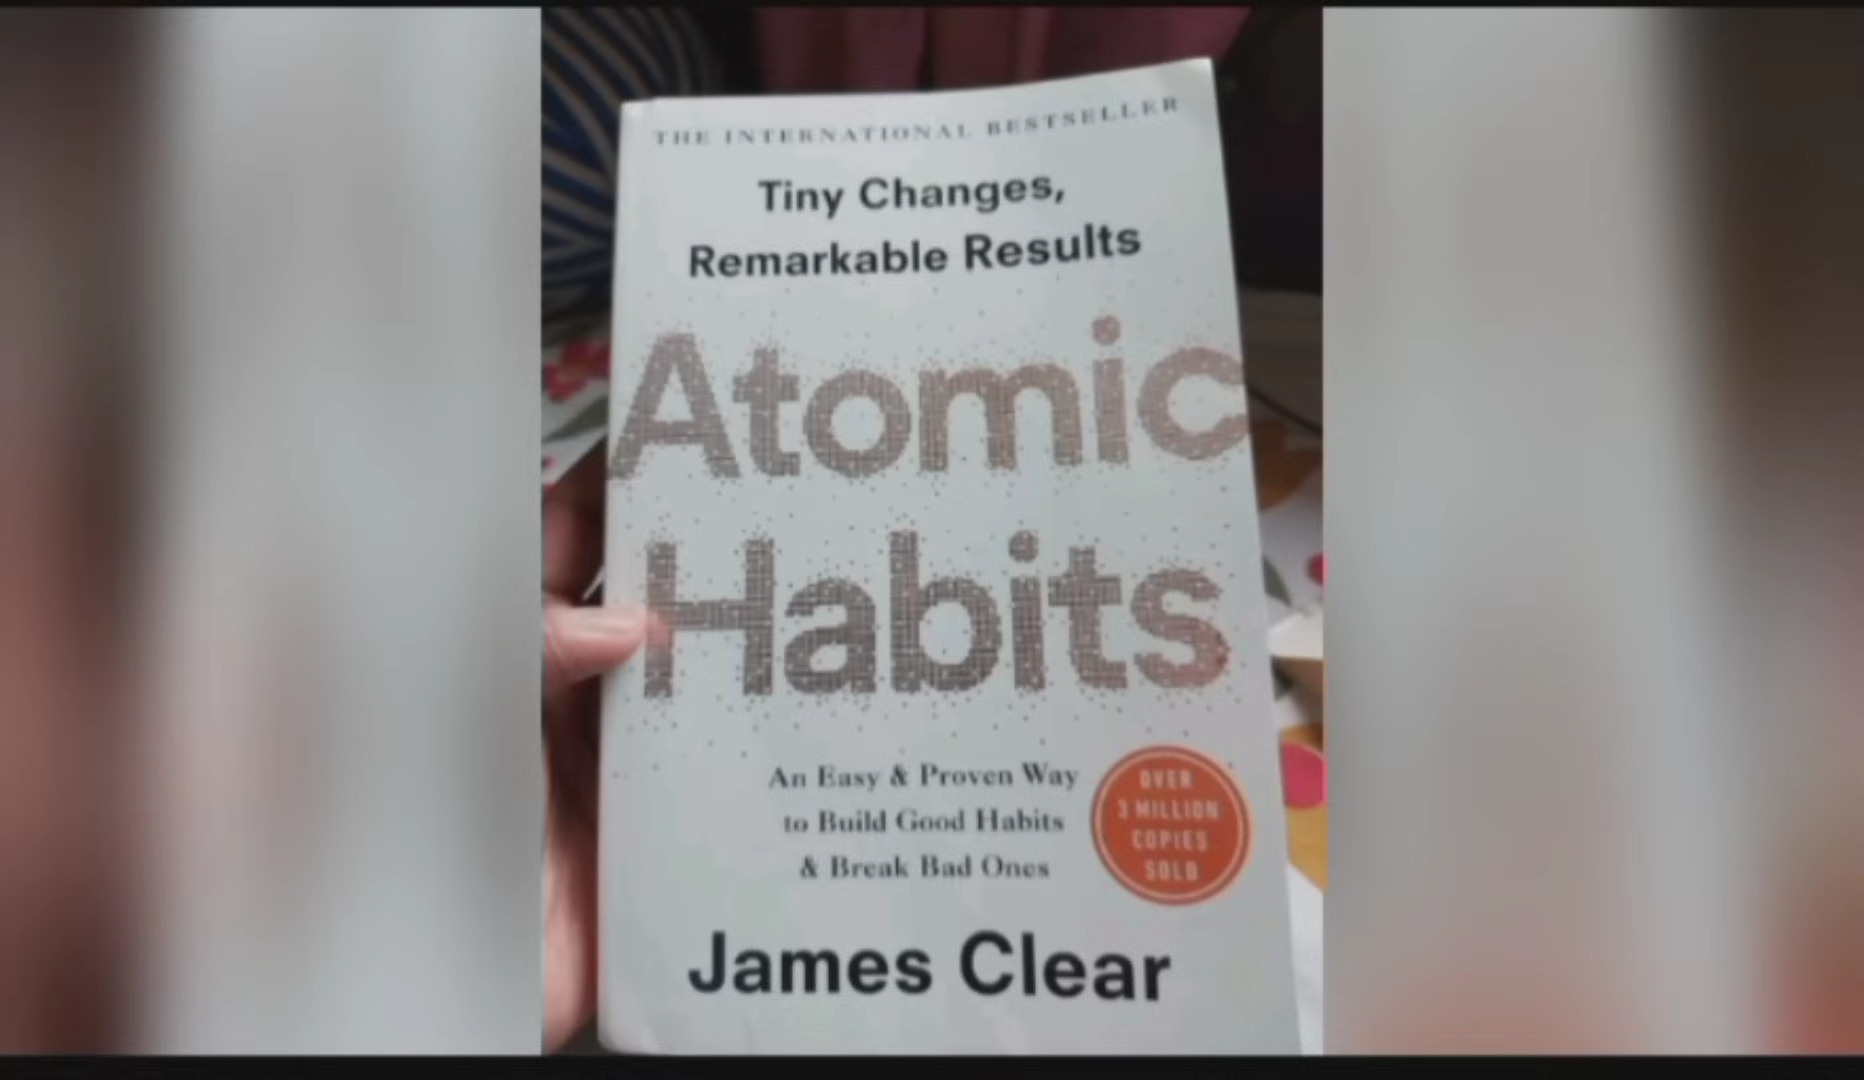 THE INTERNATIONAL BESTSELLER
Tiny Changes,
Remarkable Results
Atomic
Habits
An Easy & Proven Way
to Build Good Habits
& Break Bad Ones
OVER
3 MILLION
COPIES
SOLD
James Clear